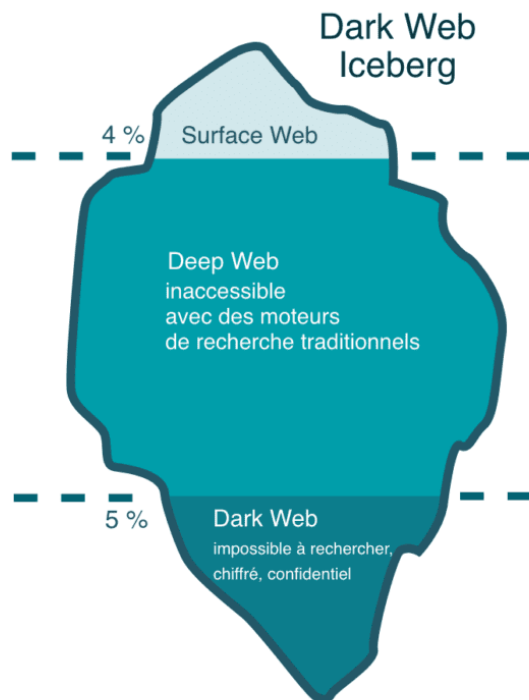 Dark Web
Iceberg
4 %
Surface Web
Deep Web
inaccessible
avec des moteurs
de recherche traditionnels
5 %
Dark Web
impossible à rechercher,
chiffré, confidentiel